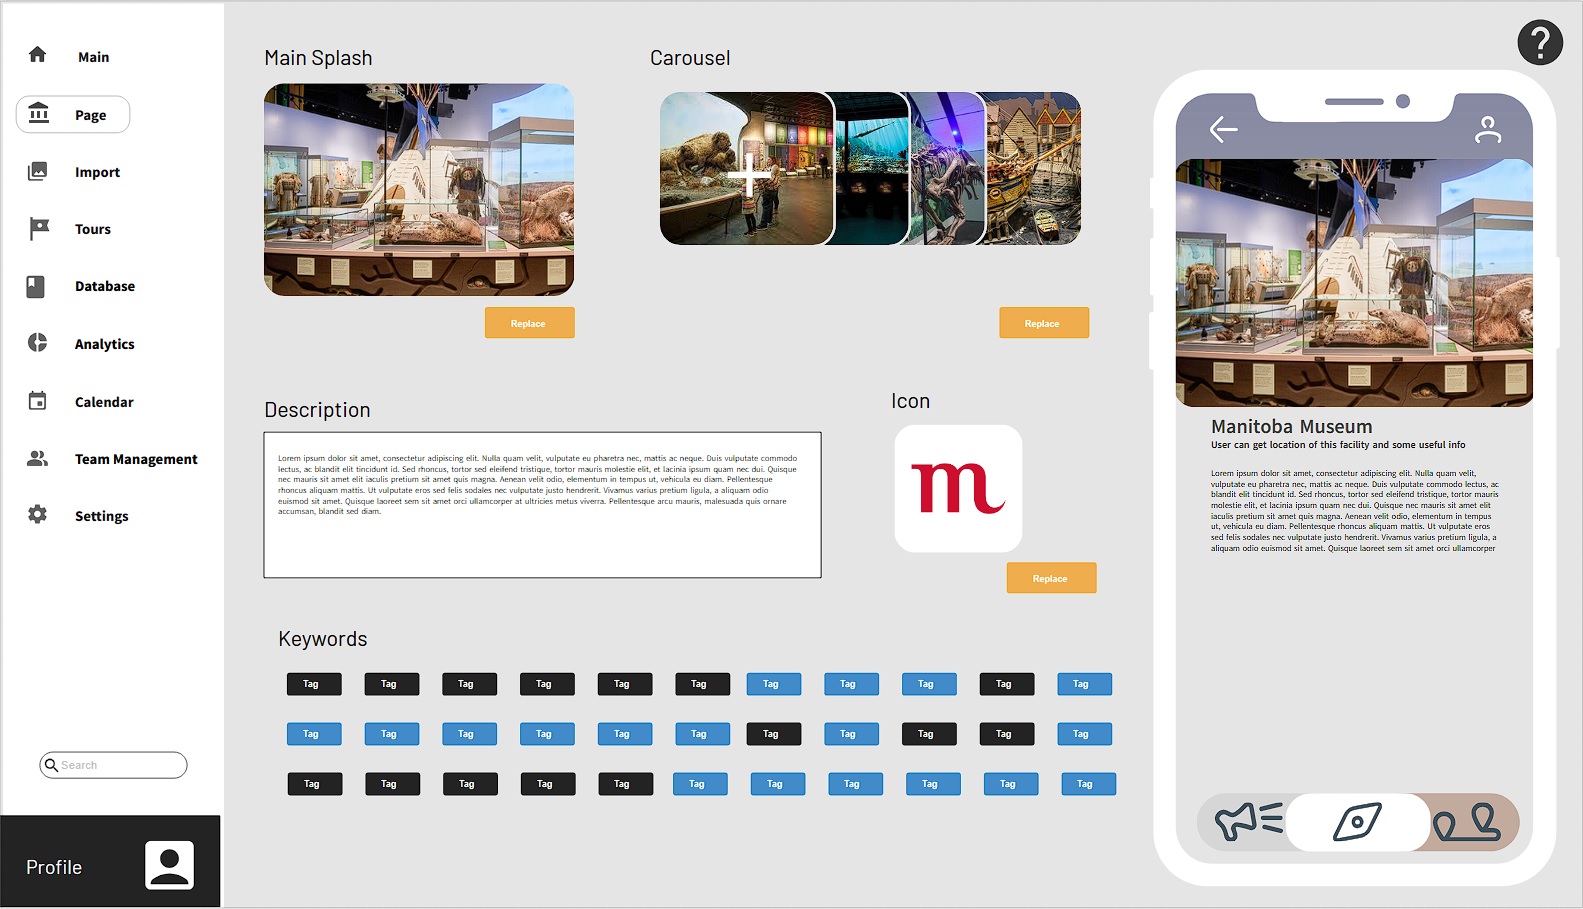 Main
Page
Import
Tours
Database
Analytics
Calendar
Team Management
Settings
Search
Profile
Main Splash
Replace
Carousel
Replace
Description
Lorem ipsum dolor sit amet, consectetur adipiscing elit. Nulla quam velit, vulputate eu pharetra nec, mattis ac neque. Duis vulputate commodo
lectus, ac blandit elit tincidunt id. Sed rhoncus, tortor sed eleifend tristique, tortor mauris molestie elit, et lacinia ipsum quam nec dui. Quisque
nec mauris sit amet elit iaculis pretium sit amet quis magna. Aenean velit odio, elementum in tempus ut, vehicula eu diam. Pellentesque
rhoncus aliquam mattis. Ut vulputate eros sed felis sodales nec vulputate justo hendrerit. Vivamus varius pretium ligula, a aliquam odio
euismod sit amet. Quisque laoreet sem sit amet orci ullamcorper at ultricies metus viverra. Pellentesque arcu mauris, malesuada quis ornare
accumsan, blandit sed diam.
Icon
m
Replace
Keywords
Tag Tag Tag Tag Tag Tag Tag Tag Tag Tag Tag
Tag Tag Tag Tag Tag Tag Tag Tag Tag Tag Tag
Tag Tag Tag Tag Tag Tag Tag Tag Tag Tag Tag
?
Manitoba Museum
User can get location of this facility and some useful info
Lorem ipsum dolor sit amet, consectetur adipiscing elit. Nulla quam velit,
vulputate eu pharetra nec, mattis ac neque. Duis vulputate commodo lectus, ac
blandit elit tincidunt id. Sed rhoncus, tortor sed eleifend tristique, tortor mauris
molestie elit, et lacinia ipsum quam nec dui. Quisque nec mauris sit amet elit
iaculis pretium sit amet quis magna. Aenean velit odio, elementum in tempus
ut, vehicula eu diam. Pellentesque rhoncus aliquam mattis. Ut vulputate eros
sed felis sodales nec vulputate justo hendrerit. Vivamus varius pretium ligula, a
aliquam odio euismod sit amet. Quisque laoreet sem sit amet orci ullamcorper